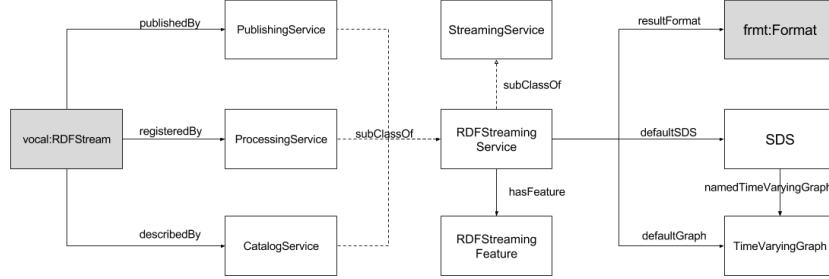 publishedBy
PublishingService
StreamingService
resultFormat
frmt:Format
subClassOf
vocal:RDFStream
registeredBy
ProcessingService
subClassOf
RDFStreaming
Service
defaultSDS
SDS
hasFeature
namedTimeVaryingGraph
describedBy
CatalogService
RDFStreaming
Feature
defaultGraph
TimeVaryingGraph